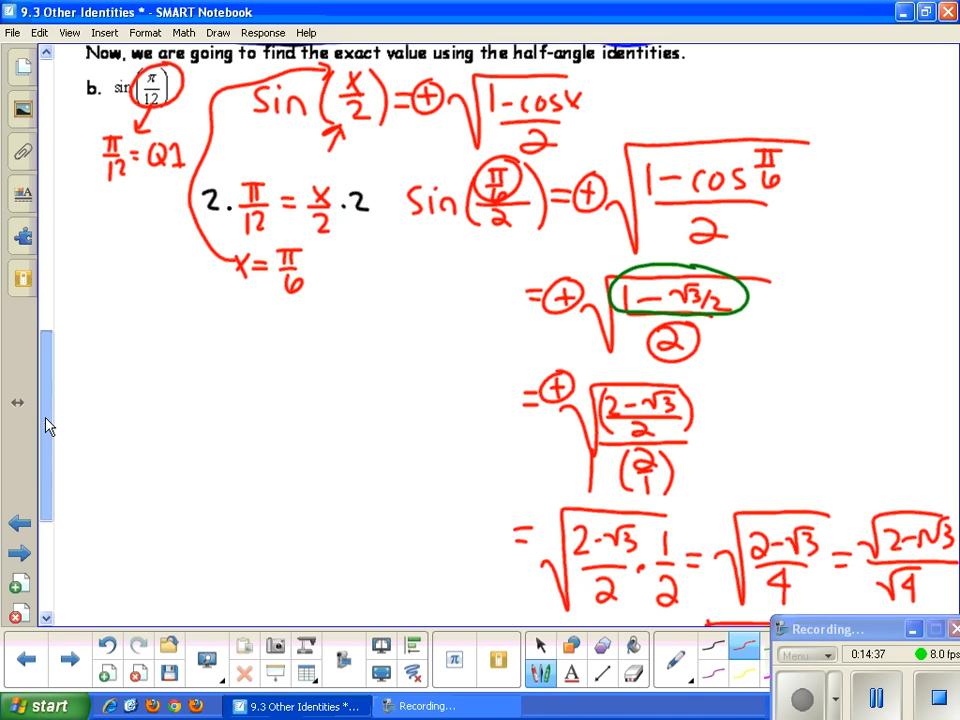 9.3 Other Identities * - SMART Notebook
File Edit View Insert Format Math Draw Response Help
Now, we are going to find the exact value using the half-angle identities.
b. sin(π/12)
sin(x/2) = + √((1-cosx)/2)
π/12 = Q1
2 · π/12 = x/2 · 2
sin((π/6)/2) = + √((1-cos π/6)/2)
x = π/6
= + √((1-√3/2)/2)
= + √(((2-√3)/2)/(2/1))
= √((2-√3)/2 · 1/2) = √((2-√3)/4) = √(2-√3)/√4
Recording...
Menu
0:14:37
8.0 fps
start
9.3 Other Identities *...
Recording...